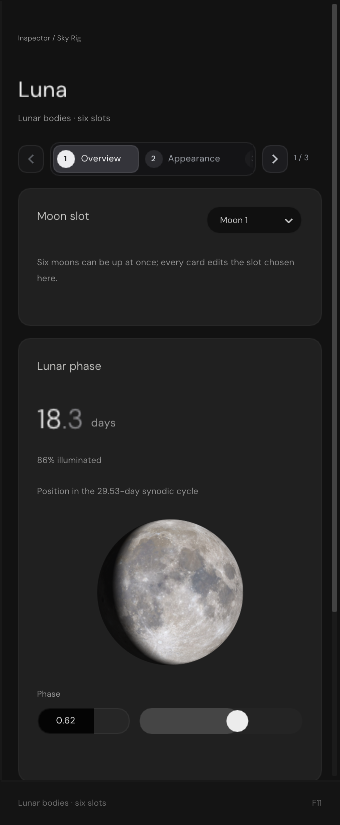 Inspector / Sky Rig
Luna
Lunar bodies · six slots
1 Overview 2 Appearance 1 / 3
Moon slot
Moon 1
Six moons can be up at once; every card edits the slot chosen
here.
Lunar phase
18.3 days
86% illuminated
Position in the 29.53-day synodic cycle
Phase
0.62
Lunar bodies · six slots
F11